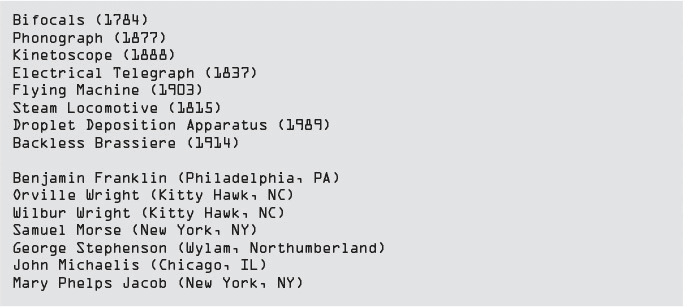 Bifocals (1784)
Phonograph (1877)
Kinetoscope (1888)
Electrical Telegraph (1837)
Flying Machine (1903)
Steam Locomotive (1815)
Droplet Deposition Apparatus (1989)
Backless Brassiere (1914)
Benjamin Franklin (Philadelphia, PA)
Orville Wright (Kitty Hawk, NC)
Wilbur Wright (Kitty Hawk, NC)
Samuel Morse (New York, NY)
George Stephenson (Wylam, Northumberland)
John Michaelis (Chicago, IL)
Mary Phelps Jacob (New York, NY)